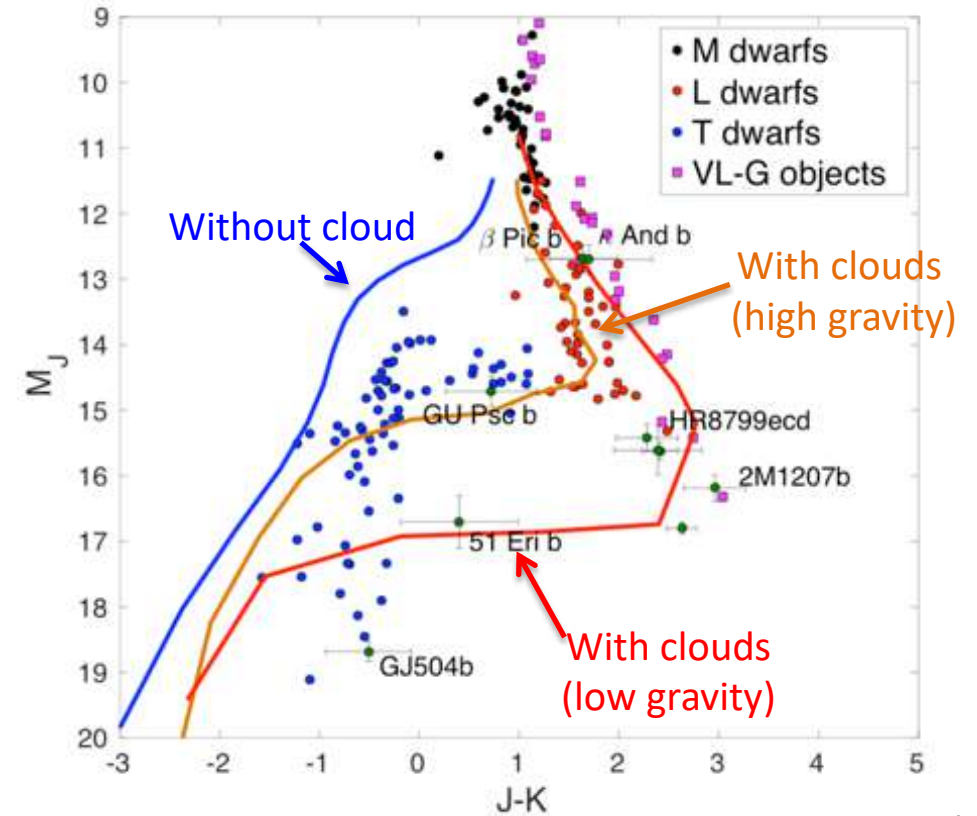 9
10
11
12
13
14
15
16
17
18
19
20
M_J
-3
-2
-1
0
1
2
3
4
5
J-K
M dwarfs
L dwarfs
T dwarfs
VL-G objects
Without cloud
β Pic b
κ And b
With clouds
(high gravity)
GU Psc b
HR8799ecd
2M1207b
51 Eri b
With clouds
(low gravity)
GJ504b